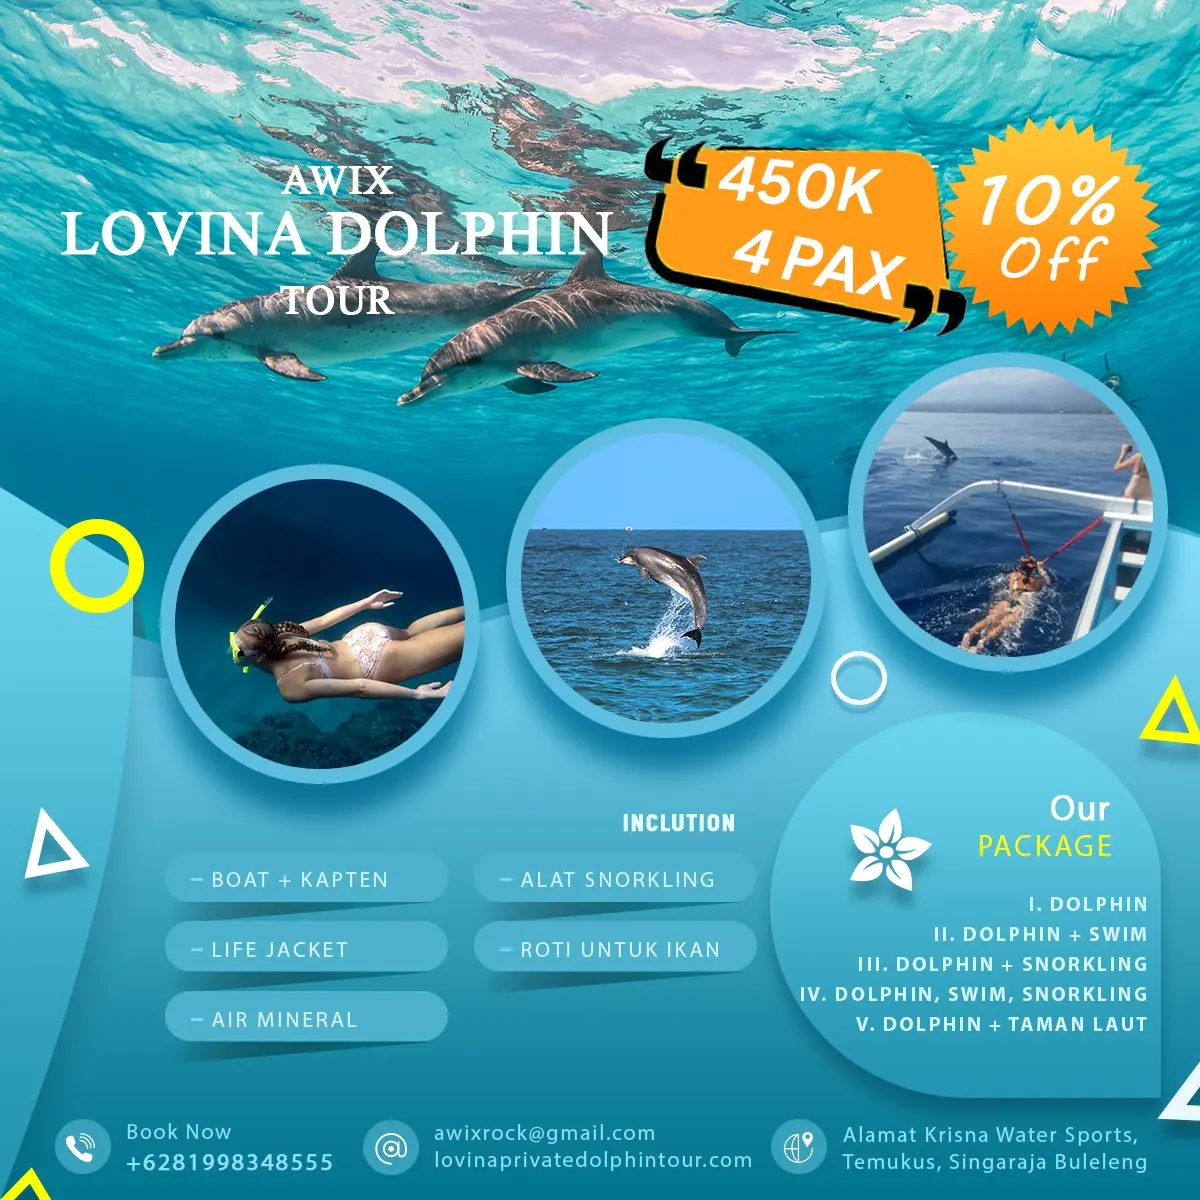 AWIX
LOVINA DOLPHIN
TOUR
450K
4 PAX
10%
Off
INCLUTION
– BOAT + KAPTEN
– LIFE JACKET
– AIR MINERAL
– ALAT SNORKLING
– ROTI UNTUK IKAN
Our
PACKAGE
I. DOLPHIN
II. DOLPHIN + SWIM
III. DOLPHIN + SNORKLING
IV. DOLPHIN, SWIM, SNORKLING
V. DOLPHIN + TAMAN LAUT
Book Now
+6281998348555
awixrock@gmail.com
lovinaprivatedolphintour.com
Alamat Krisna Water Sports,
Temukus, Singaraja Buleleng